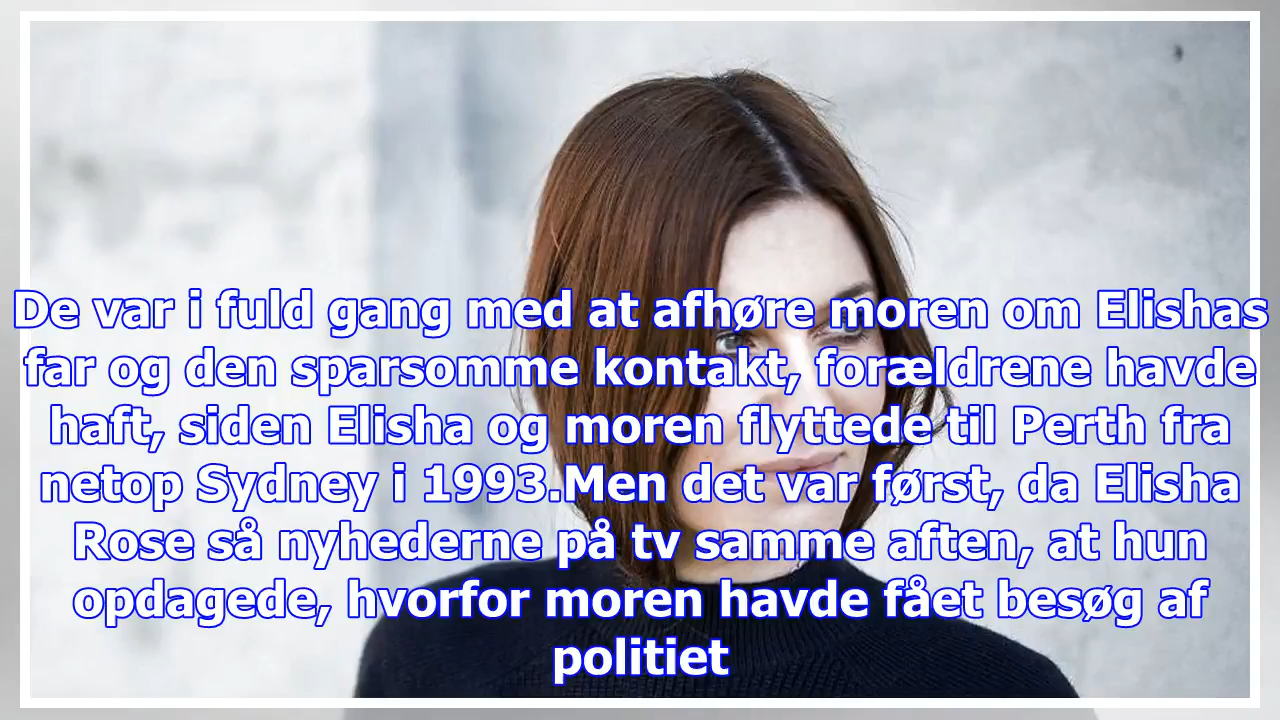 De var i fuld gang med at afhøre moren om Elishas
far og den sparsomme kontakt, forældrene havde
haft, siden Elisha og moren flyttede til Perth fra
netop Sydney i 1993.Men det var først, da Elisha
Rose så nyhederne på tv samme aften, at hun
opdagede, hvorfor moren havde fået besøg af
politiet